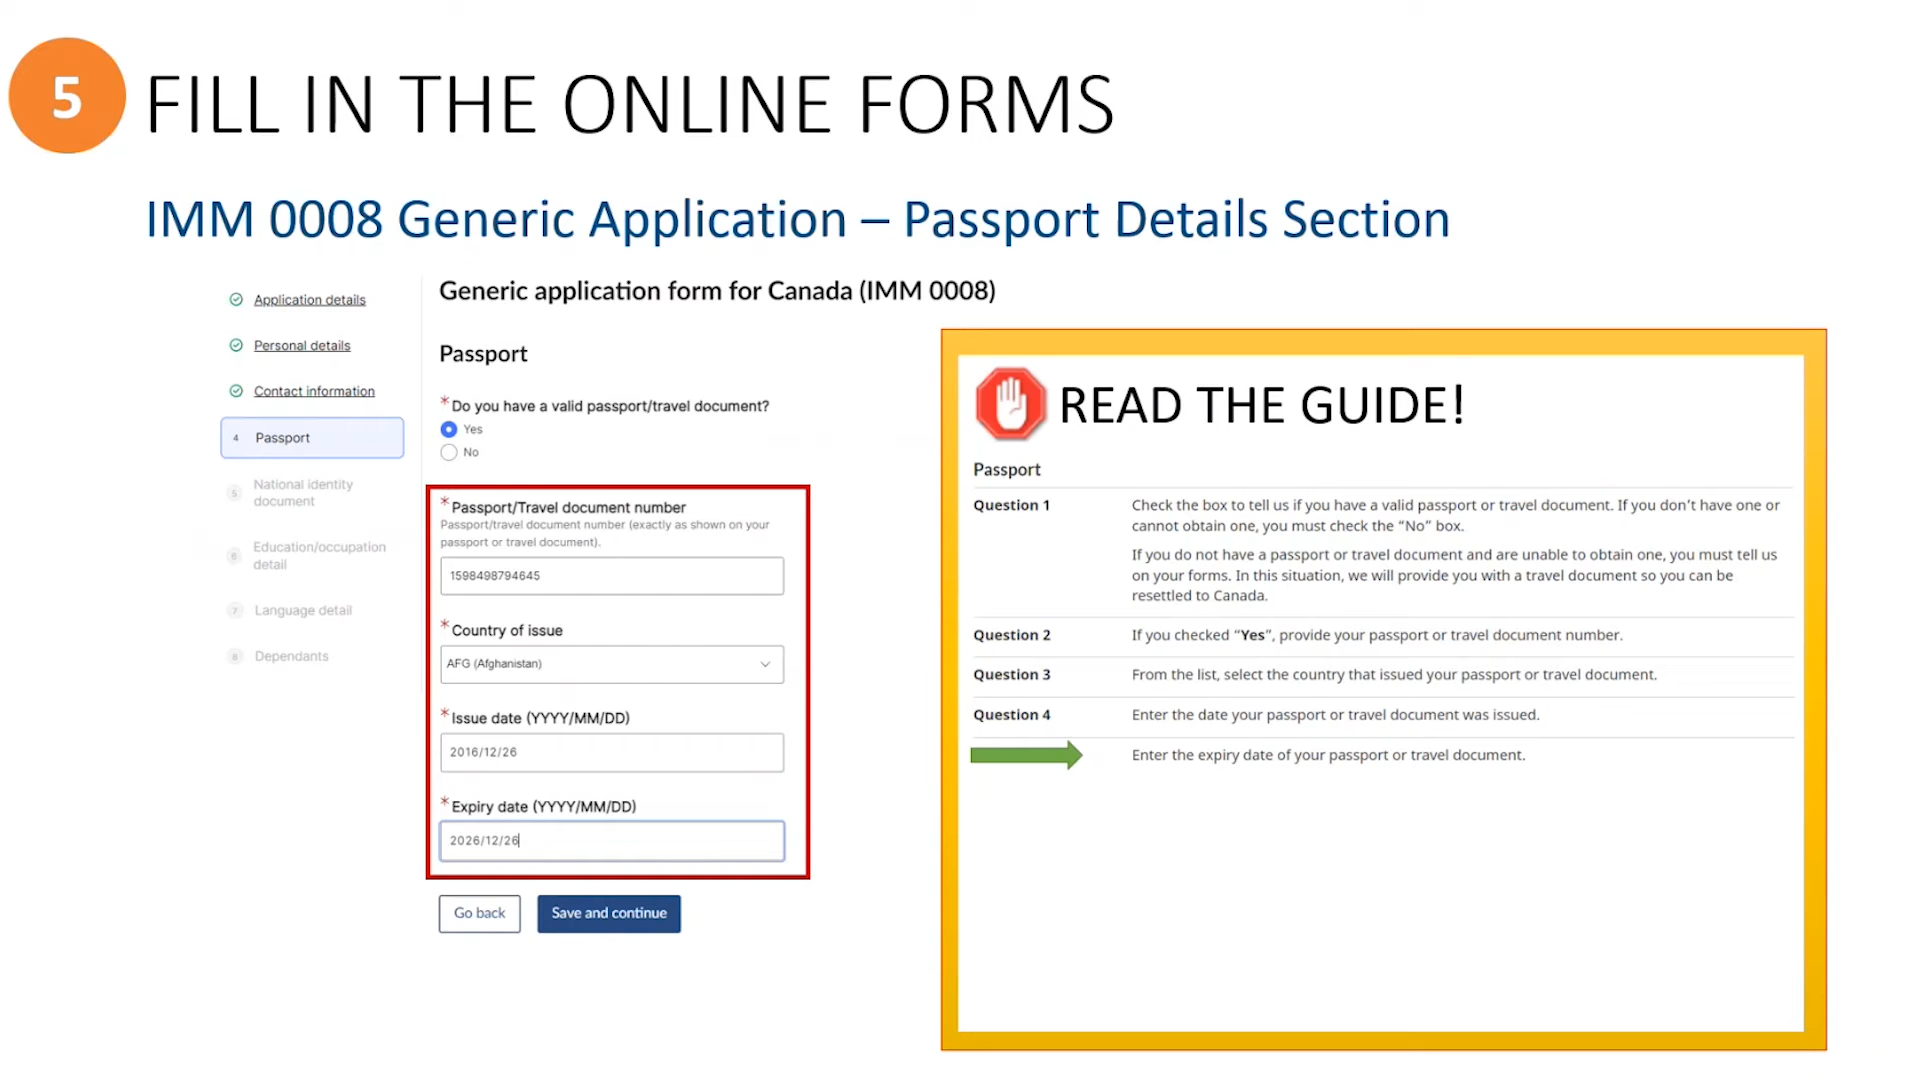 5
FILL IN THE ONLINE FORMS
IMM 0008 Generic Application – Passport Details Section
Application details
Personal details
Contact information
4 Passport
5 National identity
document
6 Education/occupation
detail
7 Language detail
8 Dependants
Generic application form for Canada (IMM 0008)
Passport
* Do you have a valid passport/travel document?
Yes
No
* Passport/Travel document number
Passport/travel document number (exactly as shown on your
passport or travel document).
1598498794645
* Country of issue
AFG (Afghanistan)
* Issue date (YYYY/MM/DD)
2016/12/26
* Expiry date (YYYY/MM/DD)
2026/12/26
Go back
Save and continue
READ THE GUIDE!
Passport
Question 1 Check the box to tell us if you have a valid passport or travel document. If you don’t have one or
cannot obtain one, you must check the “No” box.
If you do not have a passport or travel document and are unable to obtain one, you must tell us
on your forms. In this situation, we will provide you with a travel document so you can be
resettled to Canada.
Question 2 If you checked “Yes”, provide your passport or travel document number.
Question 3 From the list, select the country that issued your passport or travel document.
Question 4 Enter the date your passport or travel document was issued.
Enter the expiry date of your passport or travel document.